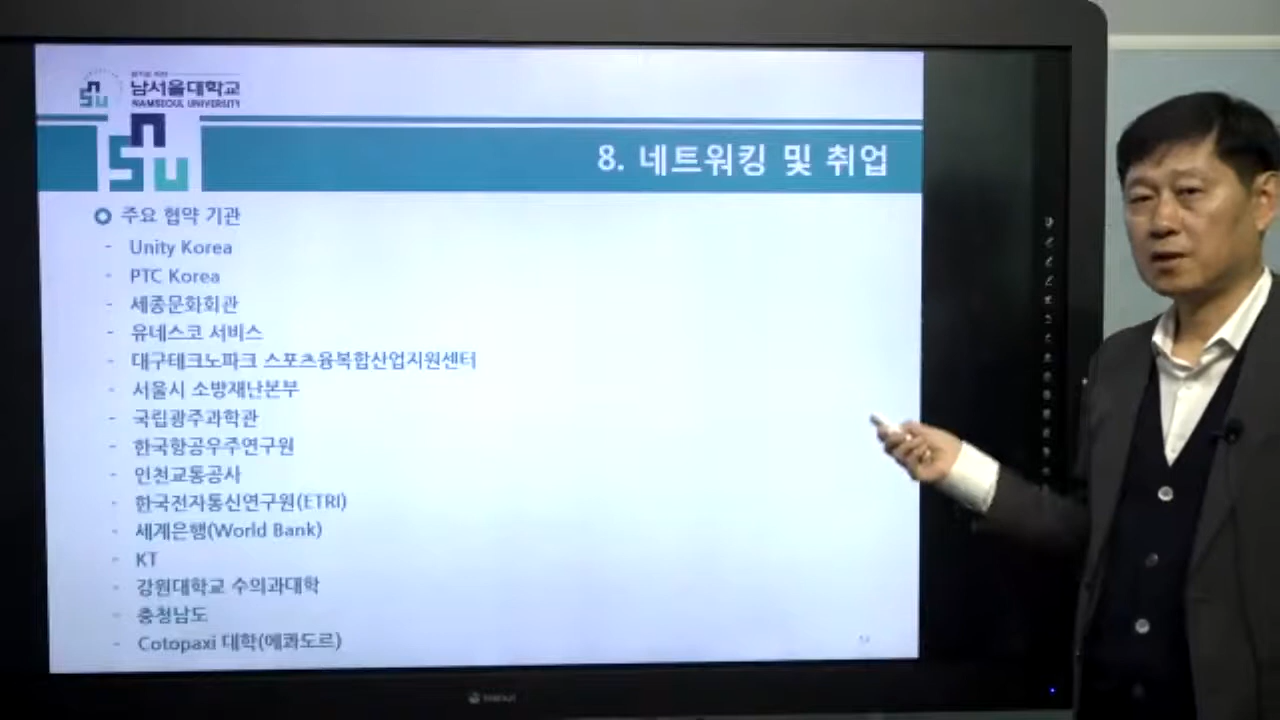 남서울대학교
NAMSEOUL UNIVERSITY
nsu
nsu
8. 네트워킹 및 취업
주요 협약 기관
- Unity Korea
- PTC Korea
- 세종문화회관
- 유네스코 서비스
- 대구테크노파크 스포츠융복합산업지원센터
- 서울시 소방재난본부
- 국립광주과학관
- 한국항공우주연구원
- 인천교통공사
- 한국전자통신연구원(ETRI)
- 세계은행(World Bank)
- KT
- 강원대학교 수의과대학
- 충청남도
- Cotopaxi 대학(에콰도르)